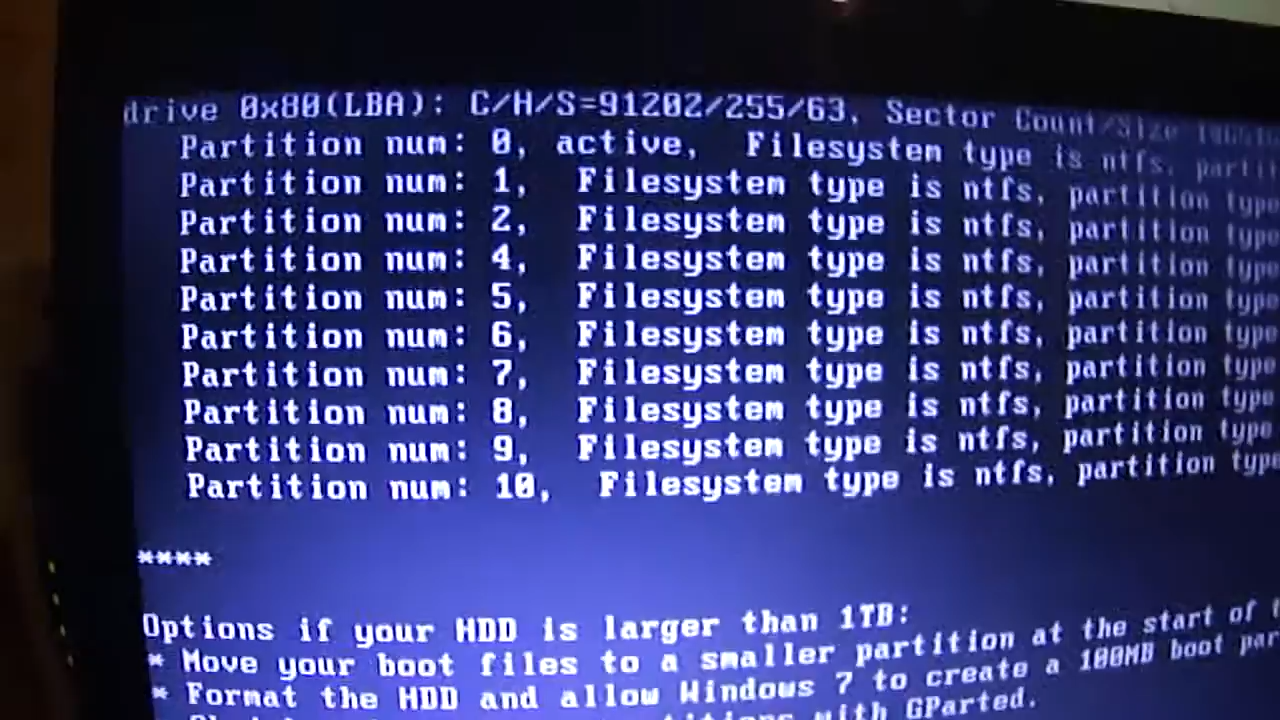 drive 0x80(LBA): C/H/S=91202/255/63, Sector Count/Size
Partition num: 0, active, Filesystem type is ntfs, parti
Partition num: 1, Filesystem type is ntfs, partition type
Partition num: 2, Filesystem type is ntfs, partition type
Partition num: 4, Filesystem type is ntfs, partition type
Partition num: 5, Filesystem type is ntfs, partition type
Partition num: 6, Filesystem type is ntfs, partition type
Partition num: 7, Filesystem type is ntfs, partition type
Partition num: 8, Filesystem type is ntfs, partition type
Partition num: 9, Filesystem type is ntfs, partition type
Partition num: 10, Filesystem type is ntfs, partition type
****
Options if your HDD is larger than 1TB:
* Move your boot files to a smaller partition at the start of
* Format the HDD and allow Windows 7 to create a 100MB boot par
with GParted.